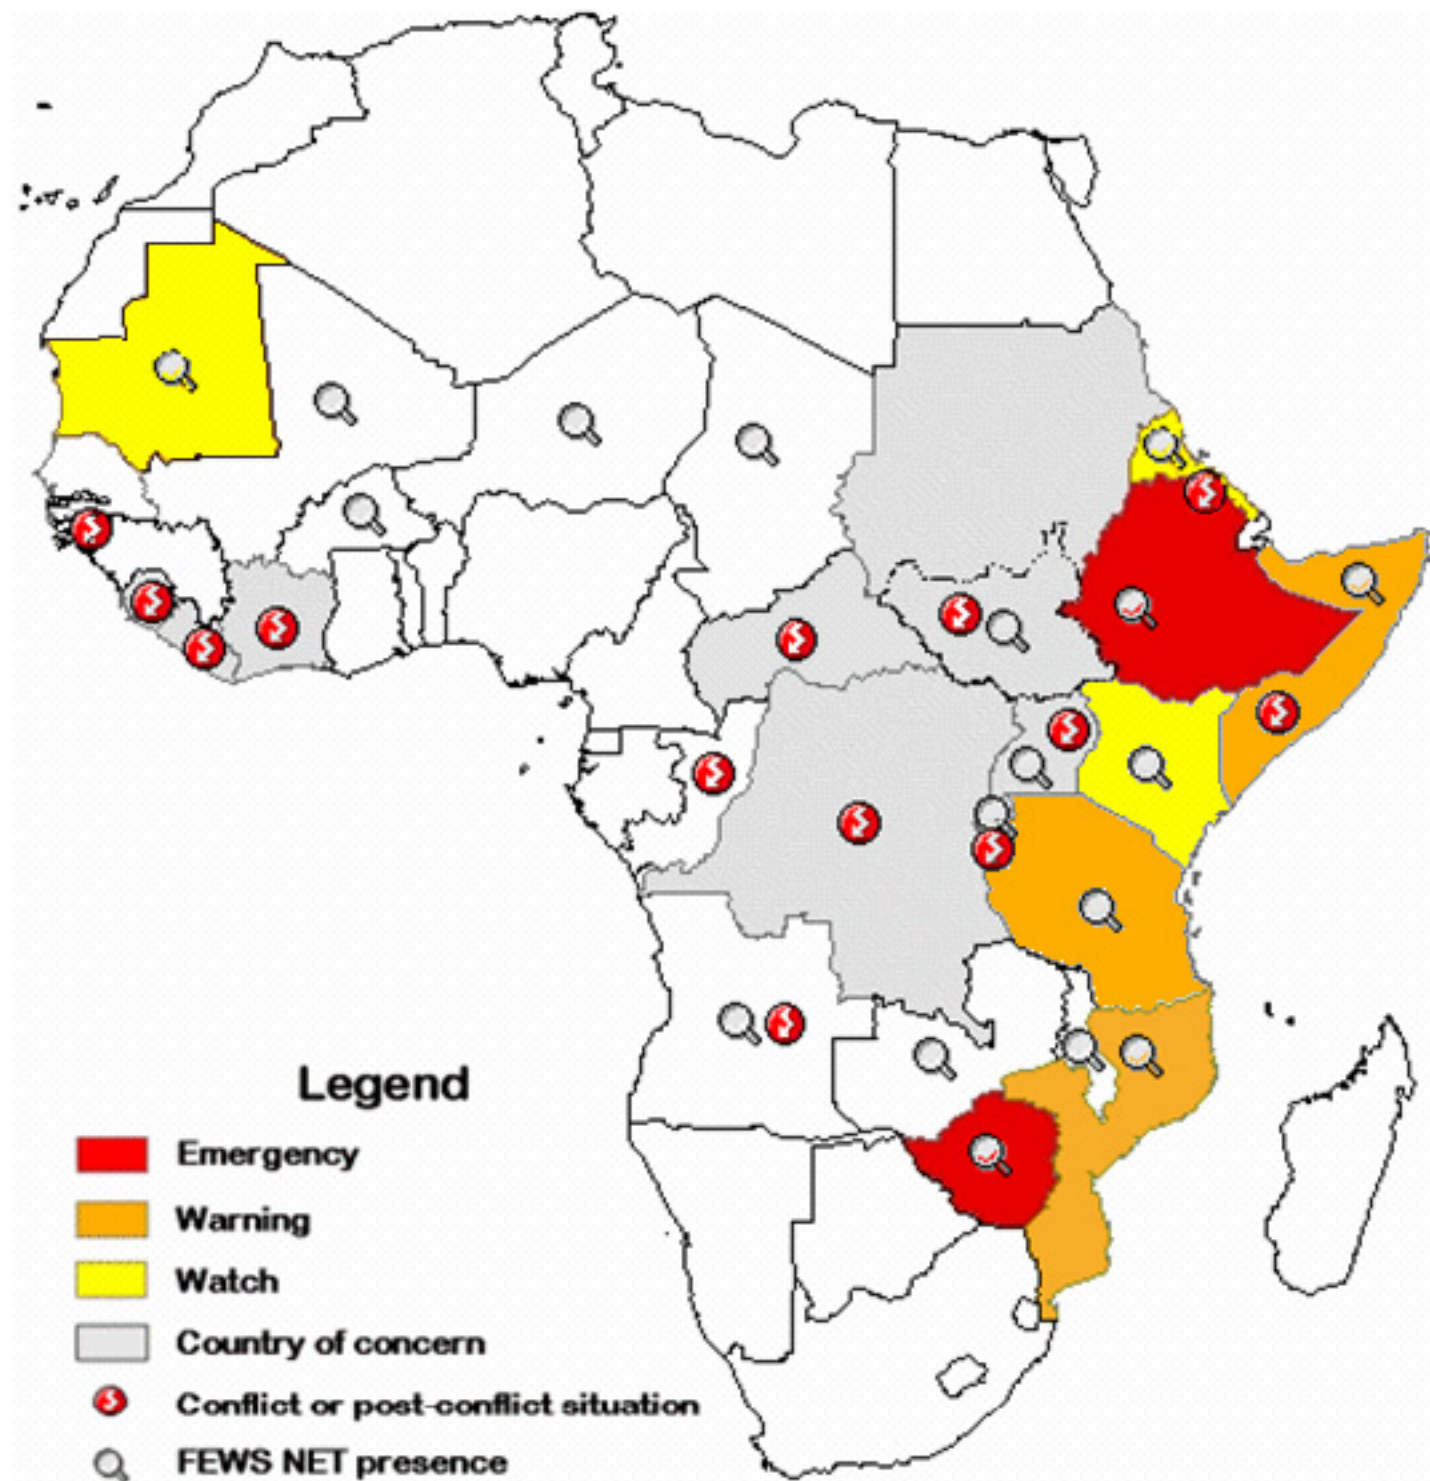 Legend
Emergency
Warning
Watch
Country of concern
Conflict or post-conflict situation
FEWS NET presence